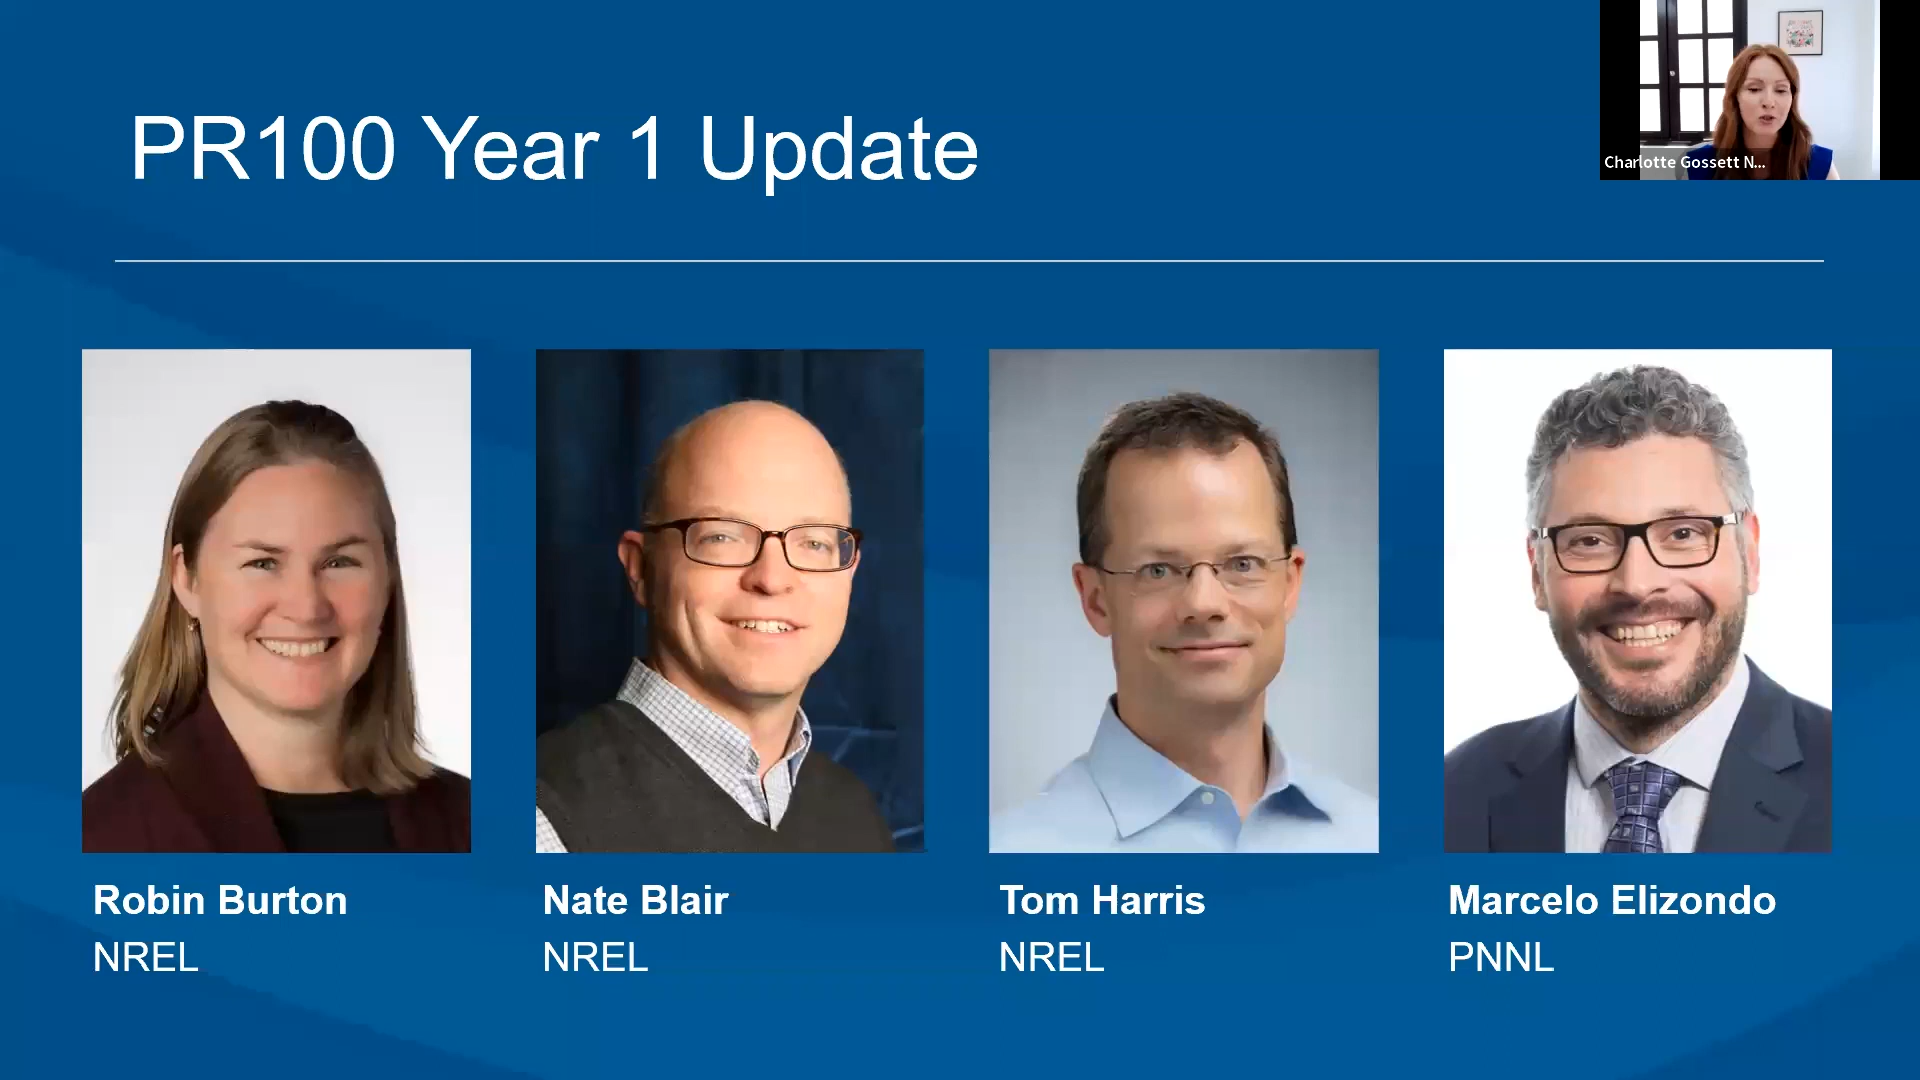 PR100 Year 1 Update
Charlotte Gossett N...
Robin Burton
NREL
Nate Blair
NREL
Tom Harris
NREL
Marcelo Elizondo
PNNL